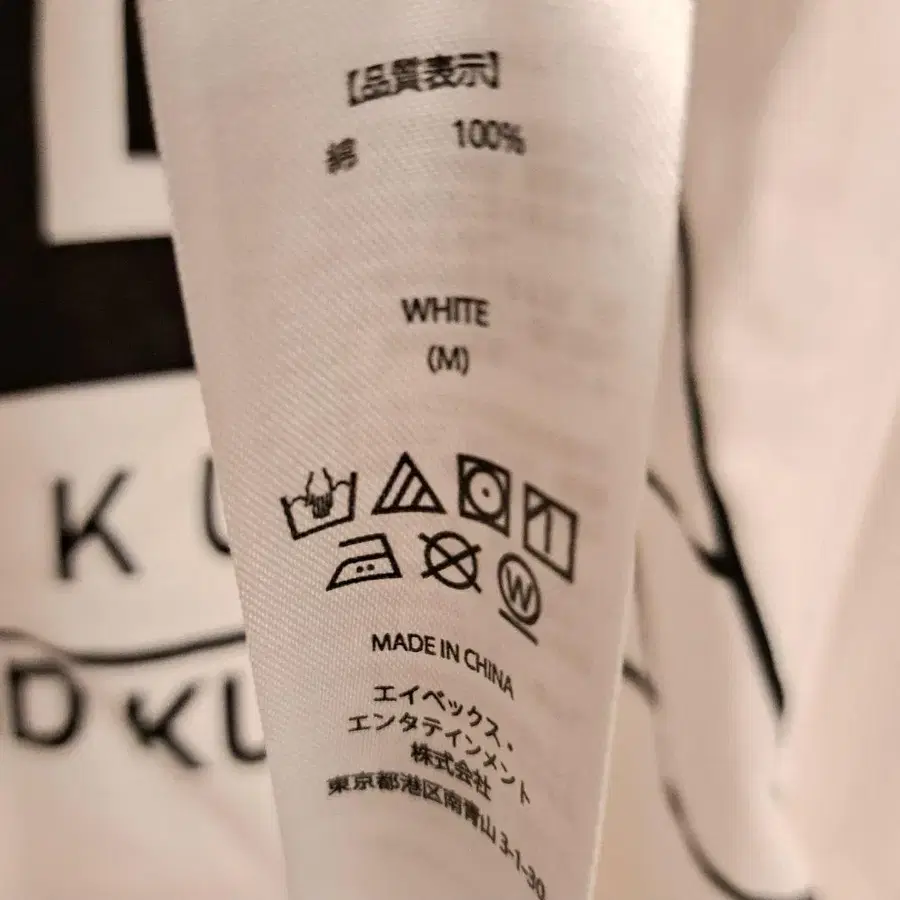 【品質表示】
綿 100%
WHITE
(M)
W
MADE IN CHINA
エイベックス・
エンタテインメント
株式会社
東京都港区南青山3-1-30
K U
OKU